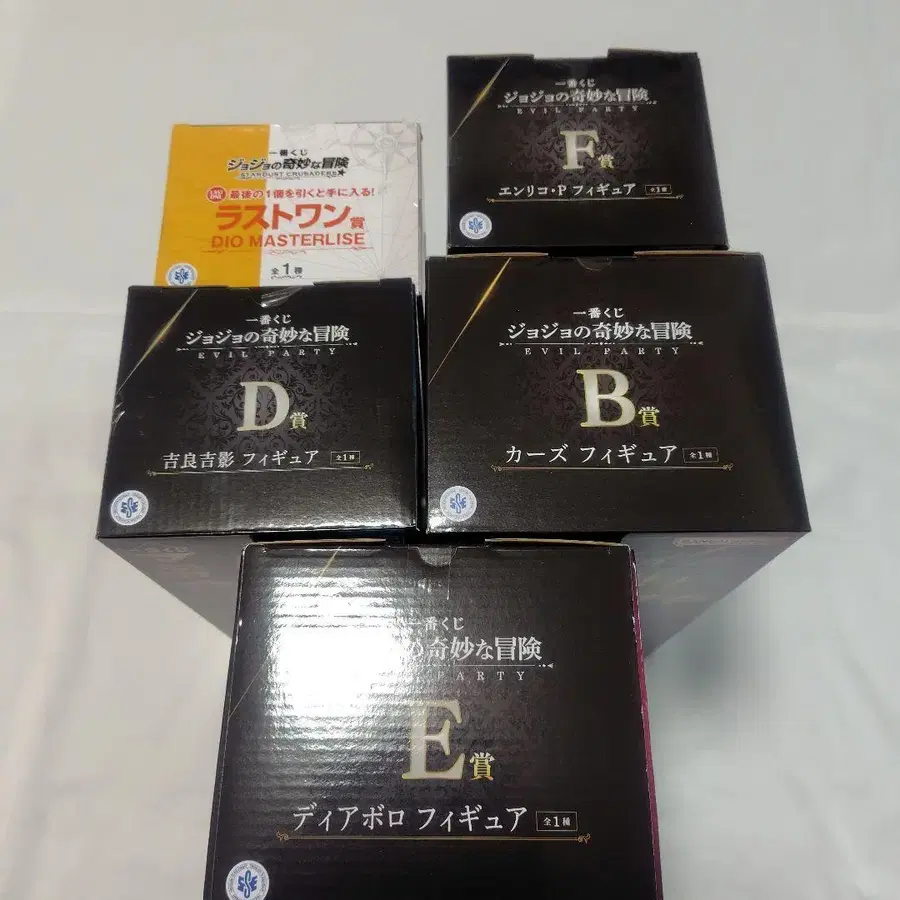 一番くじ
ジョジョの奇妙な冒険
STARDUST CRUSADERS
LAST ONE
最後の1個を引くと手に入る!
ラストワン賞
DIO MASTERLISE
全1種
一番くじ
ジョジョの奇妙な冒険
EVIL PARTY
F賞
エンリコ・P フィギュア 全1種
一番くじ
ジョジョの奇妙な冒険
EVIL PARTY
D賞
吉良吉影 フィギュア 全1種
一番くじ
ジョジョの奇妙な冒険
EVIL PARTY
B賞
カーズ フィギュア 全1種
一番くじ
の奇妙な冒険
PARTY
E賞
ディアボロ フィギュア 全1種